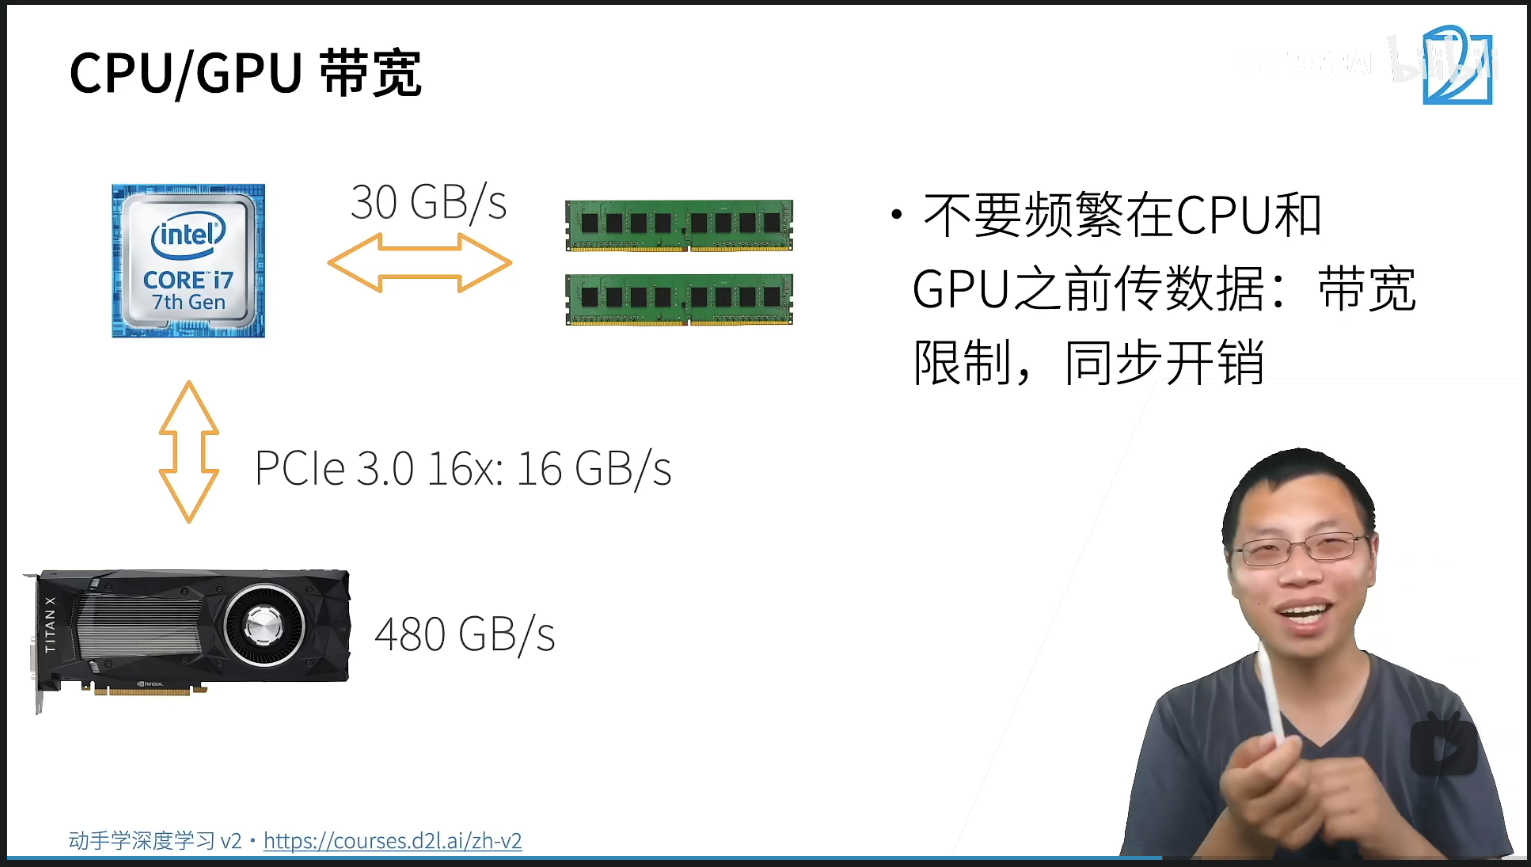 CPU/GPU 带宽
bilibili
30 GB/s
intel
CORE i7
7th Gen
• 不要频繁在CPU和
GPU之前传数据：带宽
限制，同步开销
PCIe 3.0 16x: 16 GB/s
TITAN X
NVIDIA
480 GB/s
动手学深度学习 v2 • https://courses.d2l.ai/zh-v2